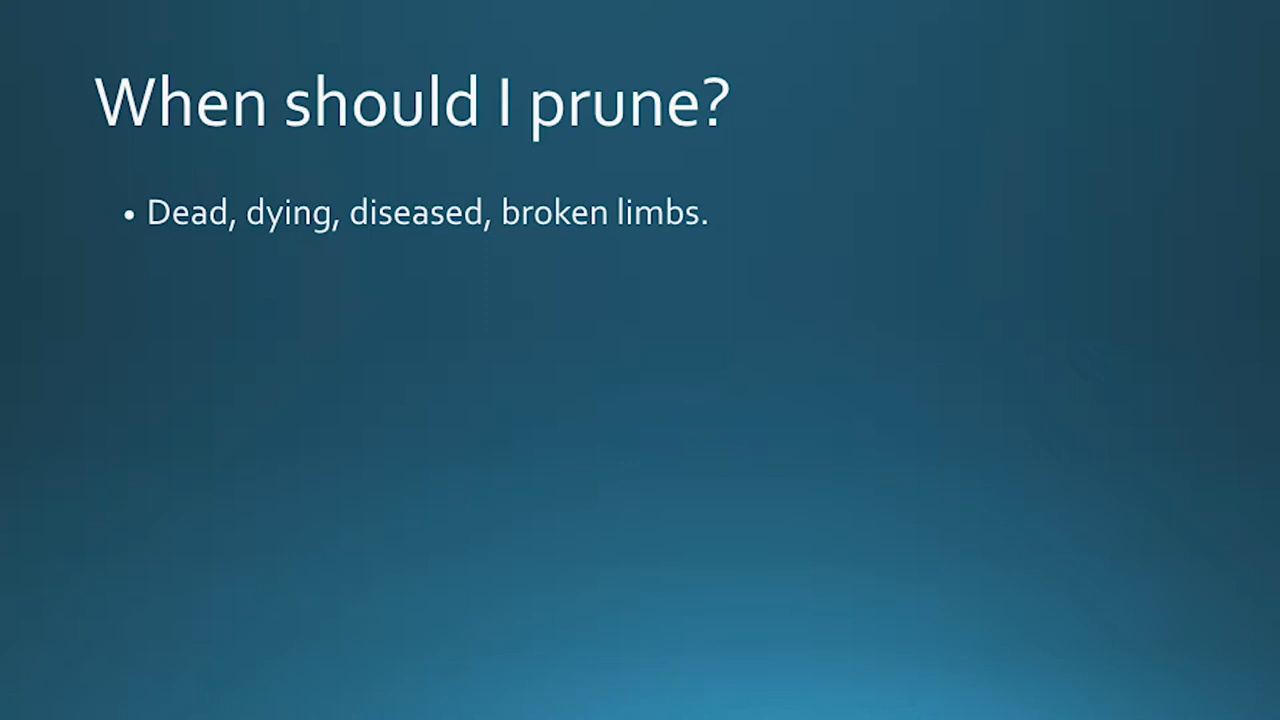 When should I prune?
• Dead, dying, diseased, broken limbs.